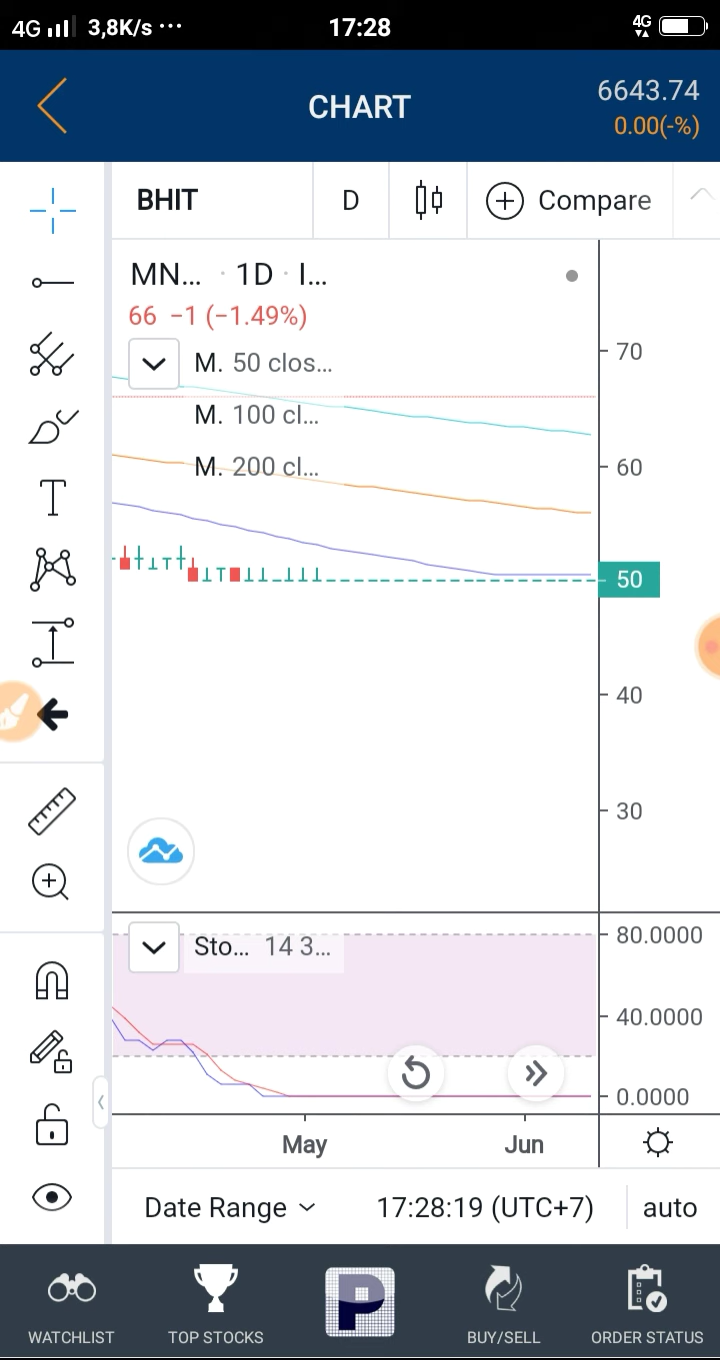 4G 3,8K/s ··· 17:28 4G
CHART
6643.74
0.00(-%)
BHIT D Compare
MN... · 1D · I...
66 −1 (−1.49%)
M. 50 clos...
M. 100 cl...
M. 200 cl...
70
60
50
40
30
Sto... 14 3...
80.0000
40.0000
0.0000
May Jun
Date Range 17:28:19 (UTC+7) auto
T
P
WATCHLIST TOP STOCKS BUY/SELL ORDER STATUS